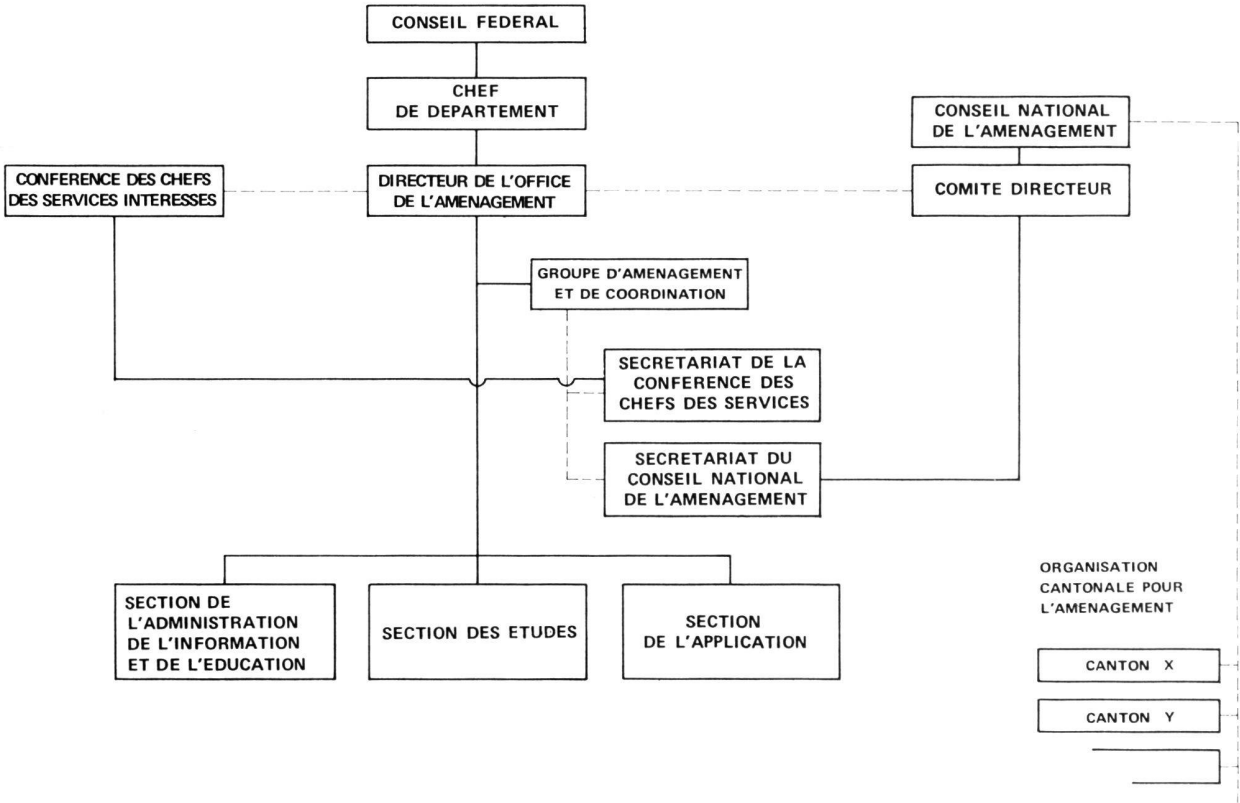 CONSEIL FEDERAL
CHEF
DE DEPARTEMENT
CONSEIL NATIONAL
DE L'AMENAGEMENT
CONFERENCE DES CHEFS
DES SERVICES INTERESSES
DIRECTEUR DE L'OFFICE
DE L'AMENAGEMENT
COMITE DIRECTEUR
GROUPE D'AMENAGEMENT
ET DE COORDINATION
SECRETARIAT DE LA
CONFERENCE DES
CHEFS DES SERVICES
SECRETARIAT DU
CONSEIL NATIONAL
DE L'AMENAGEMENT
SECTION DE
L'ADMINISTRATION
DE L'INFORMATION
ET DE L'EDUCATION
SECTION DES ETUDES
SECTION
DE L'APPLICATION
ORGANISATION
CANTONALE POUR
L'AMENAGEMENT
CANTON X
CANTON Y